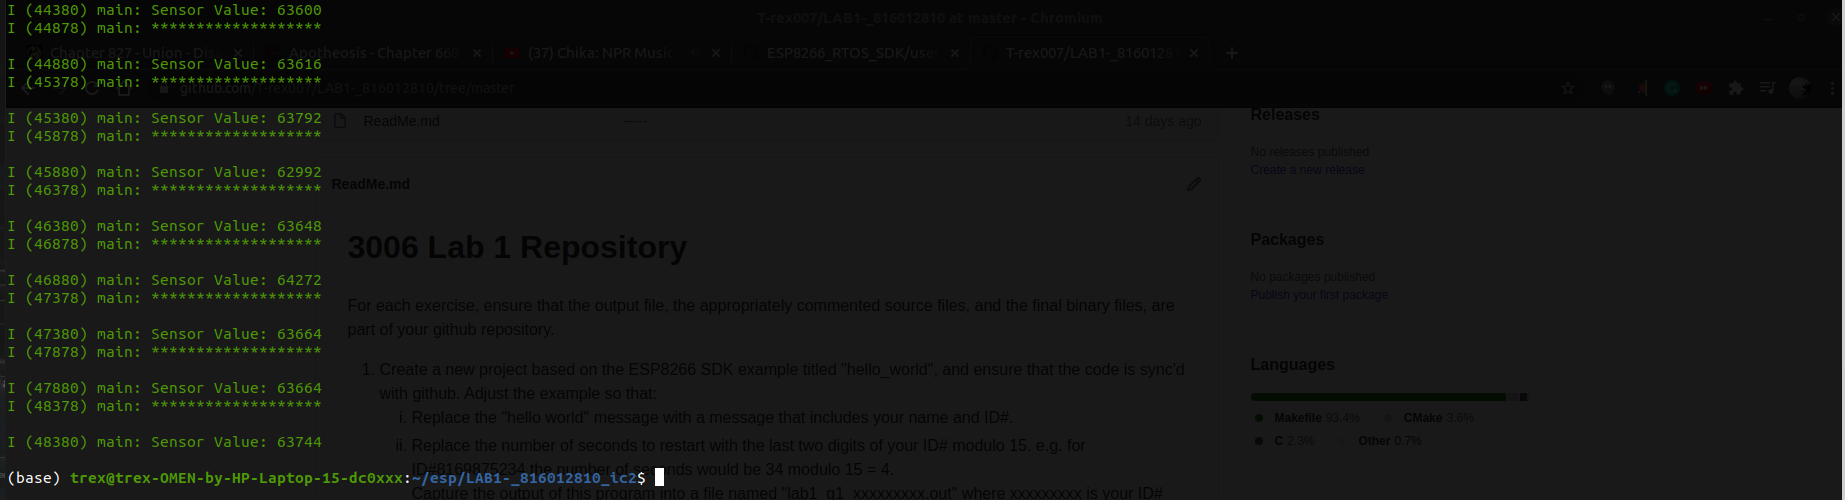 I (44380) main: Sensor Value: 63600
I (44878) main: *******************
T-rex007/LAB1-_816012810 at master - Chromium
Chapter 827 - Union - Di
Apotheosis - Chapter 668
(37) Chika: NPR Music
ESP8266_RTOS_SDK/use
T-rex007/LAB1-_816012810
I (44880) main: Sensor Value: 63616
I (45378) main: *******************
github.com/T-rex007/LAB1-_816012810/tree/master
I (45380) main: Sensor Value: 63792
I (45878) main: *******************
ReadMe.md
-----
14 days ago
Releases
No releases published
Create a new release
I (45880) main: Sensor Value: 62992
I (46378) main: *******************
ReadMe.md
I (46380) main: Sensor Value: 63648
I (46878) main: *******************
3006 Lab 1 Repository
Packages
No packages published
Publish your first package
I (46880) main: Sensor Value: 64272
I (47378) main: *******************
For each exercise, ensure that the output file, the appropriately commented source files, and the final binary files, are
part of your github repository.
I (47380) main: Sensor Value: 63664
I (47878) main: *******************
Languages
Makefile 93.4%
CMake 3.6%
C 2.3%
Other 0.7%
I (47880) main: Sensor Value: 63664
I (48378) main: *******************
1. Create a new project based on the ESP8266 SDK example titled "hello_world", and ensure that the code is sync'd
with github. Adjust the example so that:
i. Replace the "hello world" message with a message that includes your name and ID#.
I (48380) main: Sensor Value: 63744
ii. Replace the number of seconds to restart with the last two digits of your ID# modulo 15. e.g. for
ID#8169875234 the number of seconds would be 34 modulo 15 = 4.
(base) trex@trex-OMEN-by-HP-Laptop-15-dc0xxx:~/esp/LAB1-_816012810_ic2$
Capture the output of this program into a file named "lab1_q1_xxxxxxxxx.out" where xxxxxxxxx is your ID#